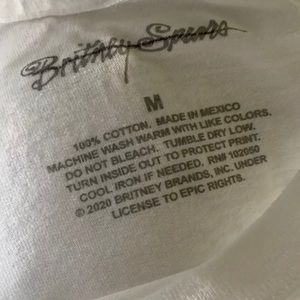 Britney Spears
M
100% COTTON. MADE IN MEXICO
MACHINE WASH WARM WITH LIKE COLORS.
DO NOT BLEACH. TUMBLE DRY LOW.
TURN INSIDE OUT TO PROTECT PRINT.
COOL IRON IF NEEDED. RN# 102050
© 2020 BRITNEY BRANDS, INC. UNDER
LICENSE TO EPIC RIGHTS.